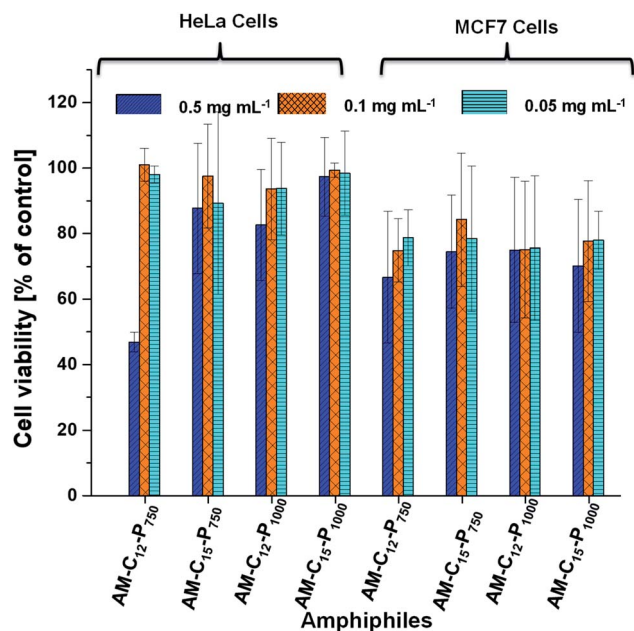 HeLa Cells
MCF7 Cells
0.5 mg mL⁻¹
0.1 mg mL⁻¹
0.05 mg mL⁻¹
Cell viability [% of control]
120
100
80
60
40
20
0
AM-C₁₂-P₇₅₀
AM-C₁₅-P₇₅₀
AM-C₁₂-P₁₀₀₀
AM-C₁₅-P₁₀₀₀
AM-C₁₂-P₇₅₀
AM-C₁₅-P₇₅₀
AM-C₁₂-P₁₀₀₀
AM-C₁₅-P₁₀₀₀
Amphiphiles